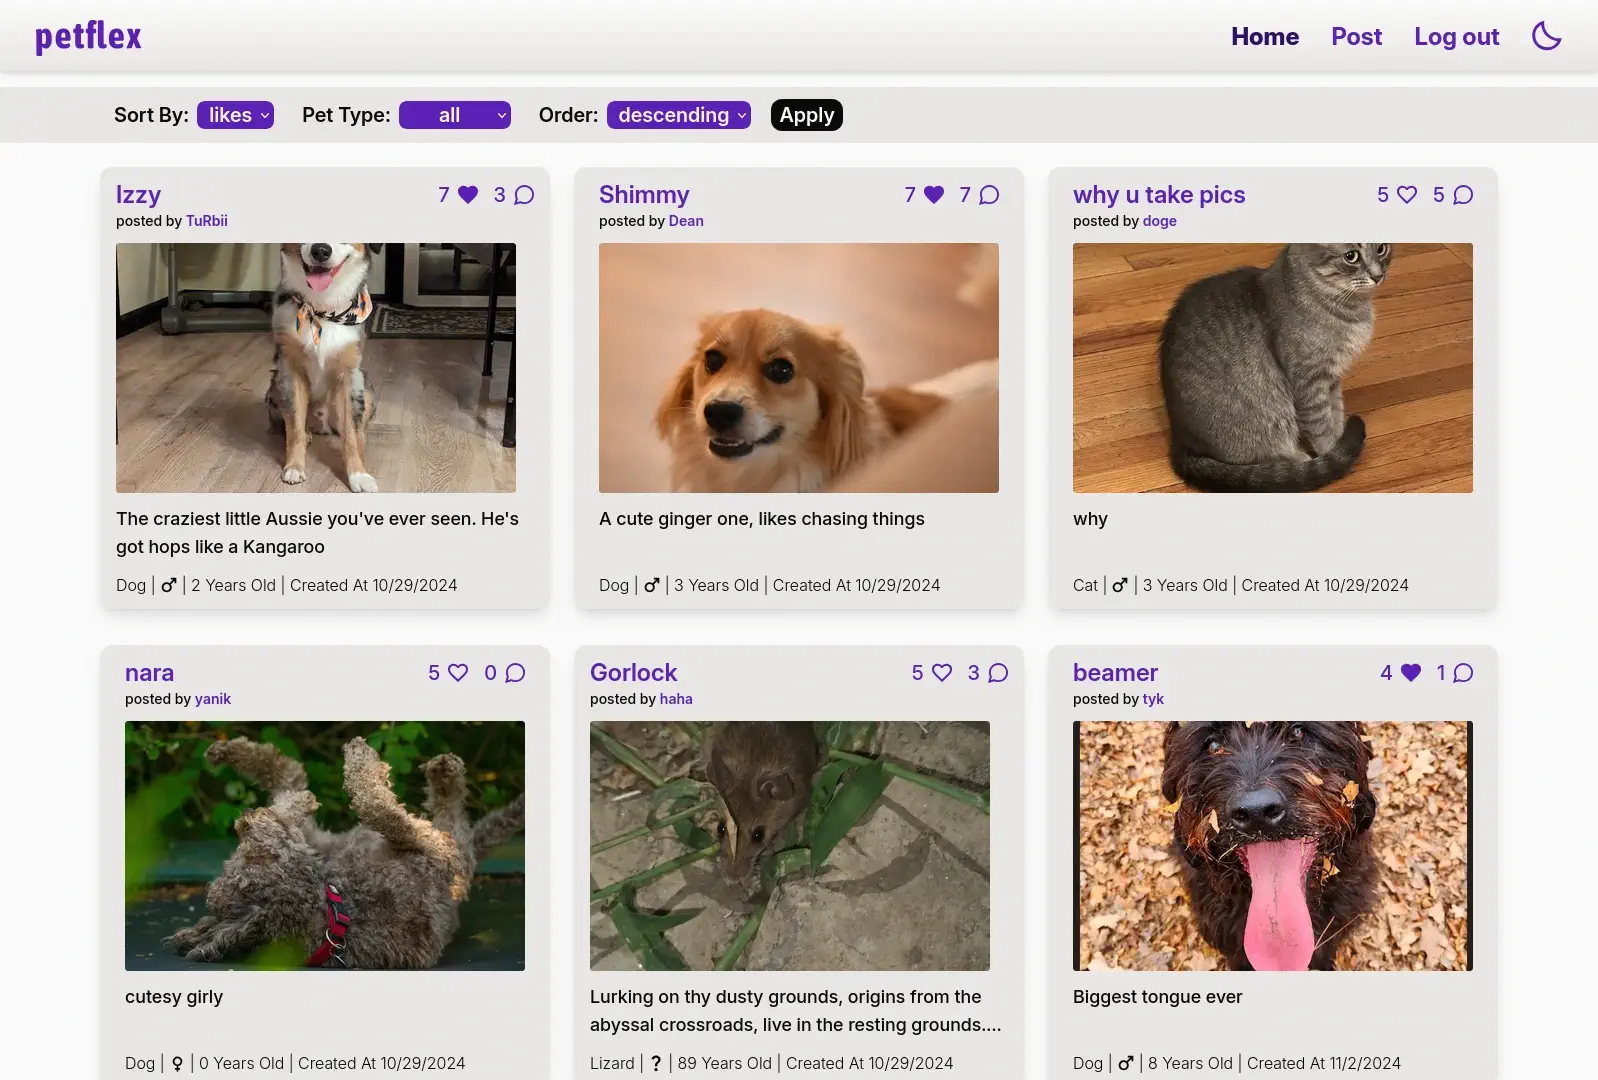 petflex
Home Post Log out
Sort By: likes Pet Type: all Order: descending Apply
Izzy 7 3
posted by TuRbii
The craziest little Aussie you've ever seen. He's
got hops like a Kangaroo
Dog | ♂ | 2 Years Old | Created At 10/29/2024
Shimmy 7 7
posted by Dean
A cute ginger one, likes chasing things
Dog | ♂ | 3 Years Old | Created At 10/29/2024
why u take pics 5 5
posted by doge
why
Cat | ♂ | 3 Years Old | Created At 10/29/2024
nara 5 0
posted by yanik
cutesy girly
Dog | ♀ | 0 Years Old | Created At 10/29/2024
Gorlock 5 3
posted by haha
Lurking on thy dusty grounds, origins from the
abyssal crossroads, live in the resting grounds....
Lizard | ? | 89 Years Old | Created At 10/29/2024
beamer 4 1
posted by tyk
Biggest tongue ever
Dog | ♂ | 8 Years Old | Created At 11/2/2024